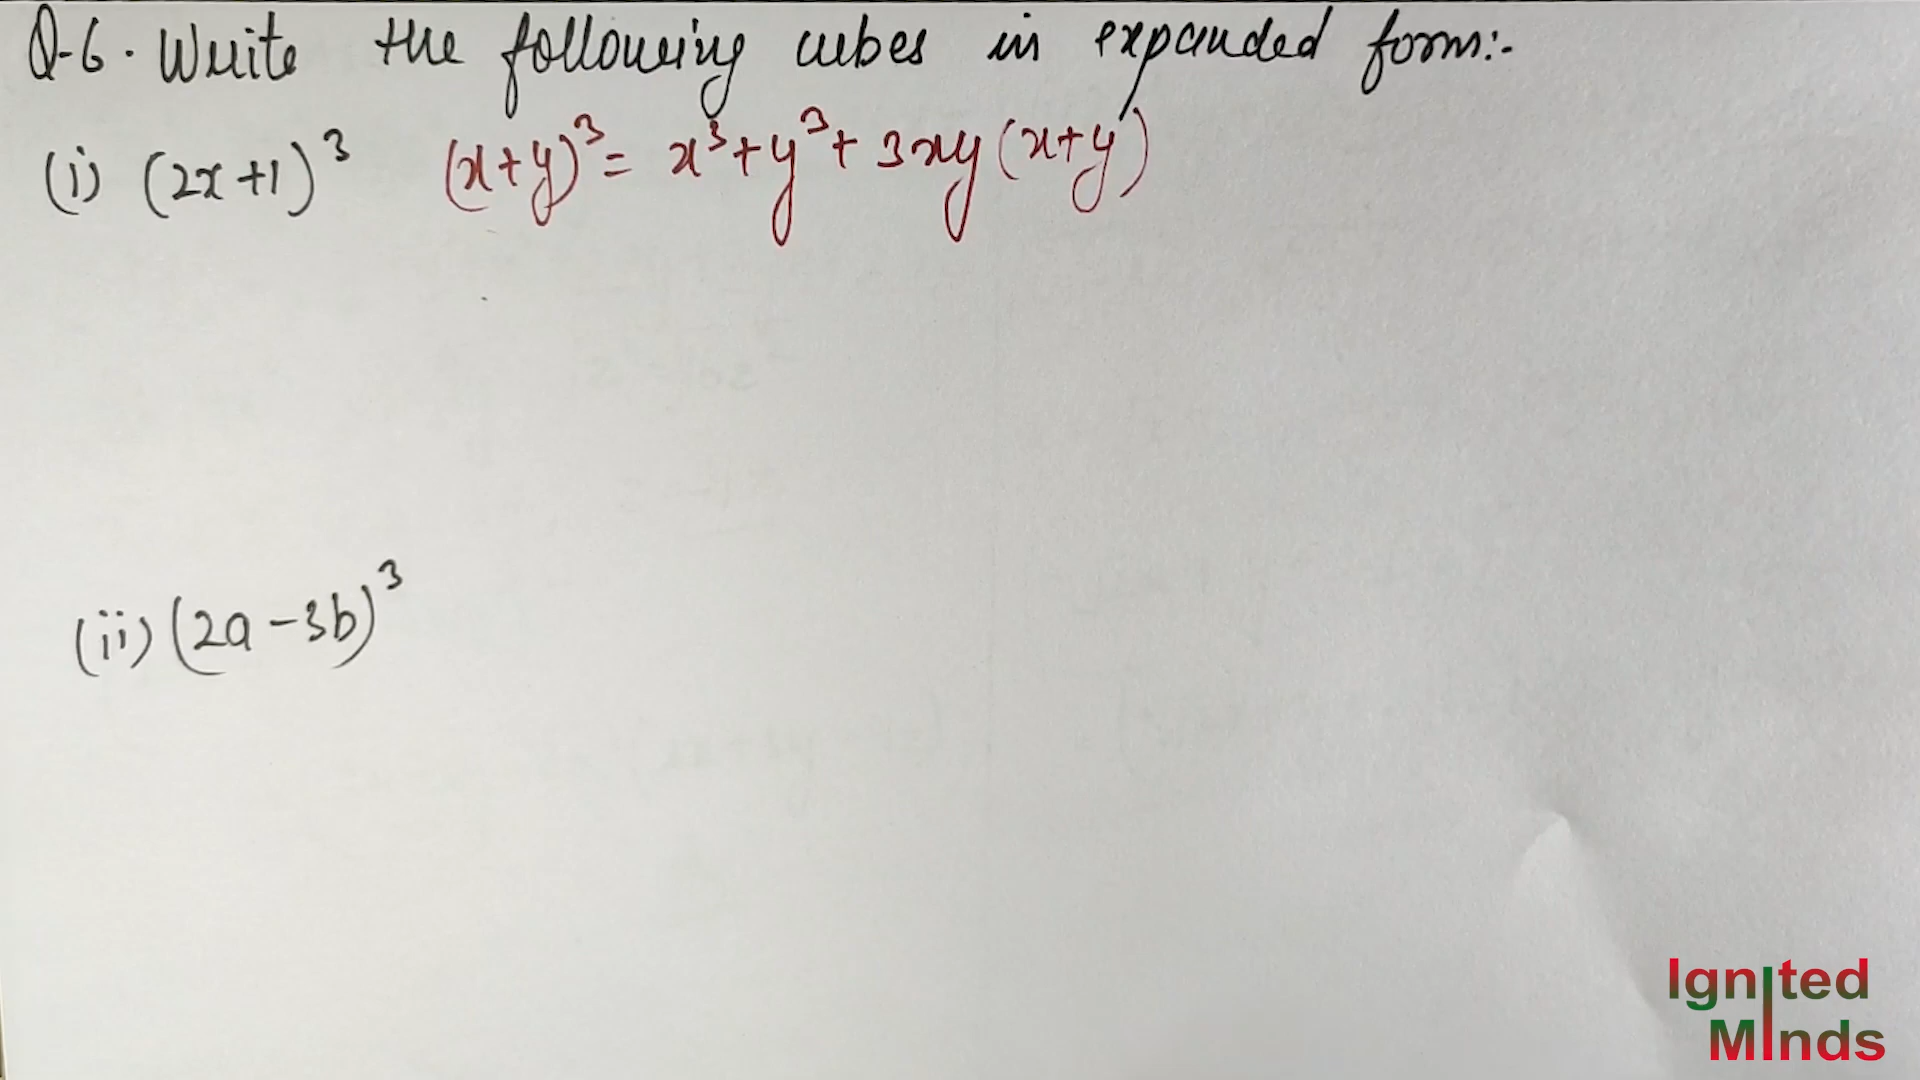 Q-6. Write the following cubes in expanded form:-
(i) (2x+1)³ (x+y)³= x³+y³+ 3xy(x+y)
(ii) (2a-3b)³
Ignited
Minds